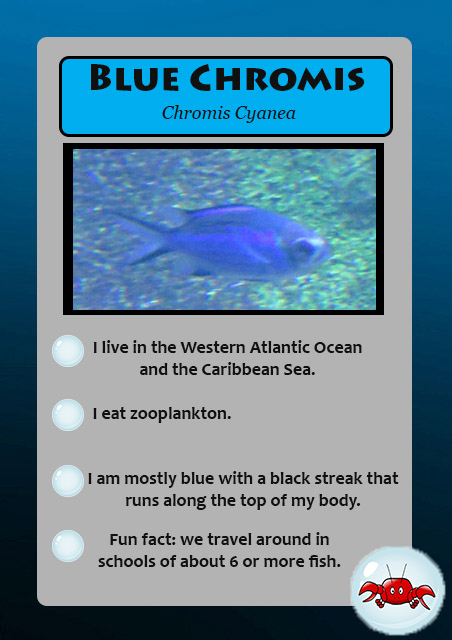 Blue Chromis
Chromis Cyanea
I live in the Western Atlantic Ocean
and the Caribbean Sea.
I eat zooplankton.
I am mostly blue with a black streak that
runs along the top of my body.
Fun fact: we travel around in
schools of about 6 or more fish.